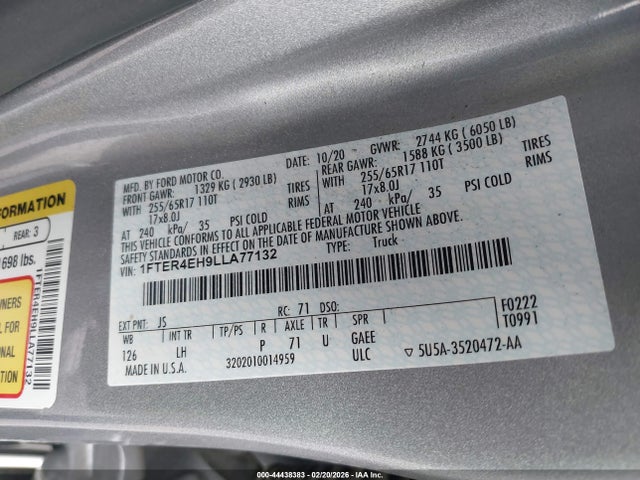 MFD. BY FORD MOTOR CO. DATE: 10/20 GVWR: 2744 KG ( 6050 LB)
FRONT GAWR: 1329 KG ( 2930 LB) REAR GAWR: 1588 KG ( 3500 LB)
WITH 255/65R17 110T TIRES 255/65R17 110T TIRES
17x8.0J RIMS 17x8.0J RIMS
AT 240 kPa/ 35 PSI COLD AT 240 kPa/ 35 PSI COLD
THIS VEHICLE CONFORMS TO ALL APPLICABLE FEDERAL MOTOR VEHICLE
SAFETY STANDARDS IN EFFECT ON THE DATE OF MANUFACTURE SHOWN ABOVE.
VIN: 1FTER4EH9LLA77132 TYPE: Truck
EXT PNT: JS RC: 71 DSO: F0222
WB INT TR TP/PS R AXLE TR SPR T0991
126 LH P 71 U GAEE
MADE IN U.S.A. 3202010014959 ULC ▽ 5U5A-3520472-AA
FORMATION
REAR: 3
1698 lbs.
WNERS
L FOR
ONAL
TION
1FTER4EH9LLA77132
000-44438383 | 02/20/2026 - IAA Inc.